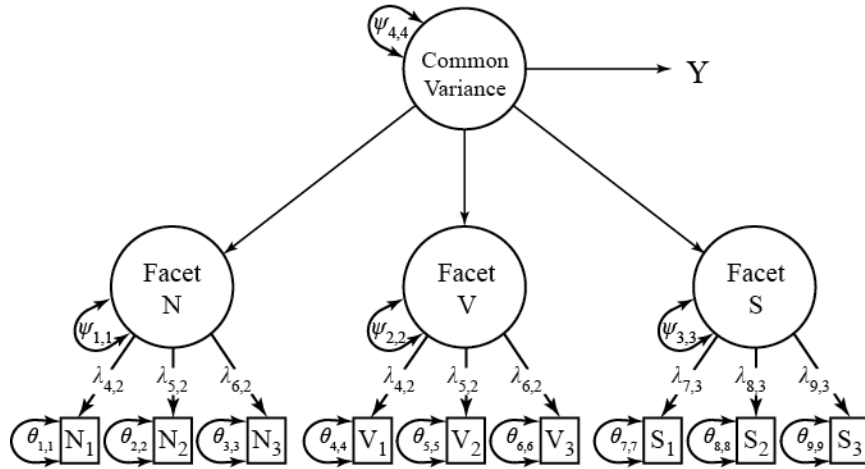 ψ4,4
Common
Variance
Y
Facet
N
Facet
V
Facet
S
ψ1,1
ψ2,2
ψ3,3
λ4,2 λ5,2 λ6,2 λ4,2 λ5,2 λ6,2 λ7,3 λ8,3 λ9,3
θ1,1 N1 θ2,2 N2 θ3,3 N3 θ4,4 V1 θ5,5 V2 θ6,6 V3 θ7,7 S1 θ8,8 S2 θ9,9 S2